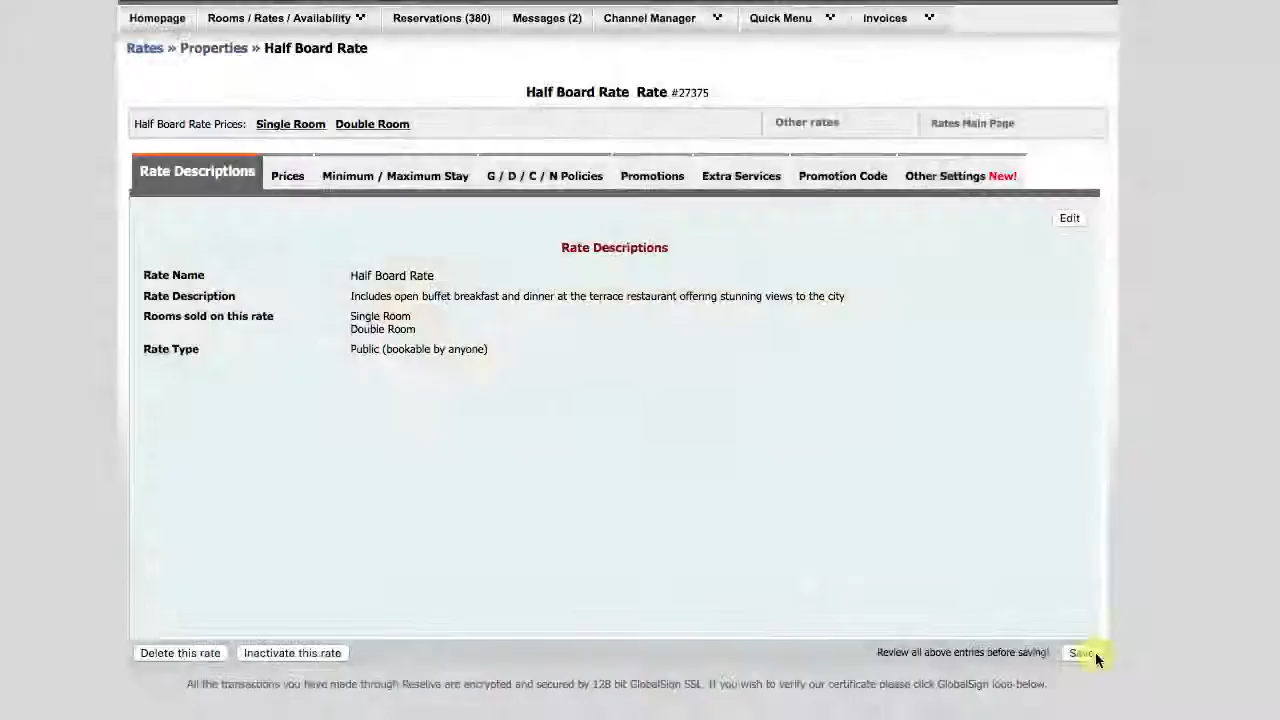 Homepage Rooms / Rates / Availability Reservations (380) Messages (2) Channel Manager Quick Menu Invoices
Rates » Properties » Half Board Rate
Half Board Rate Rate #27375
Half Board Rate Prices: Single Room Double Room Other rates Rates Main Page
Rate Descriptions Prices Minimum / Maximum Stay G / D / C / N Policies Promotions Extra Services Promotion Code Other Settings New!
Edit
Rate Descriptions
Rate Name Half Board Rate
Rate Description Includes open buffet breakfast and dinner at the terrace restaurant offering stunning views to the city
Rooms sold on this rate Single Room
Double Room
Rate Type Public (bookable by anyone)
Delete this rate Inactivate this rate Review all above entries before saving! Save
All the transactions you have made through Reseliva are encrypted and secured by 128 bit GlobalSign SSL. If you wish to verify our certificate please click GlobalSign logo below.